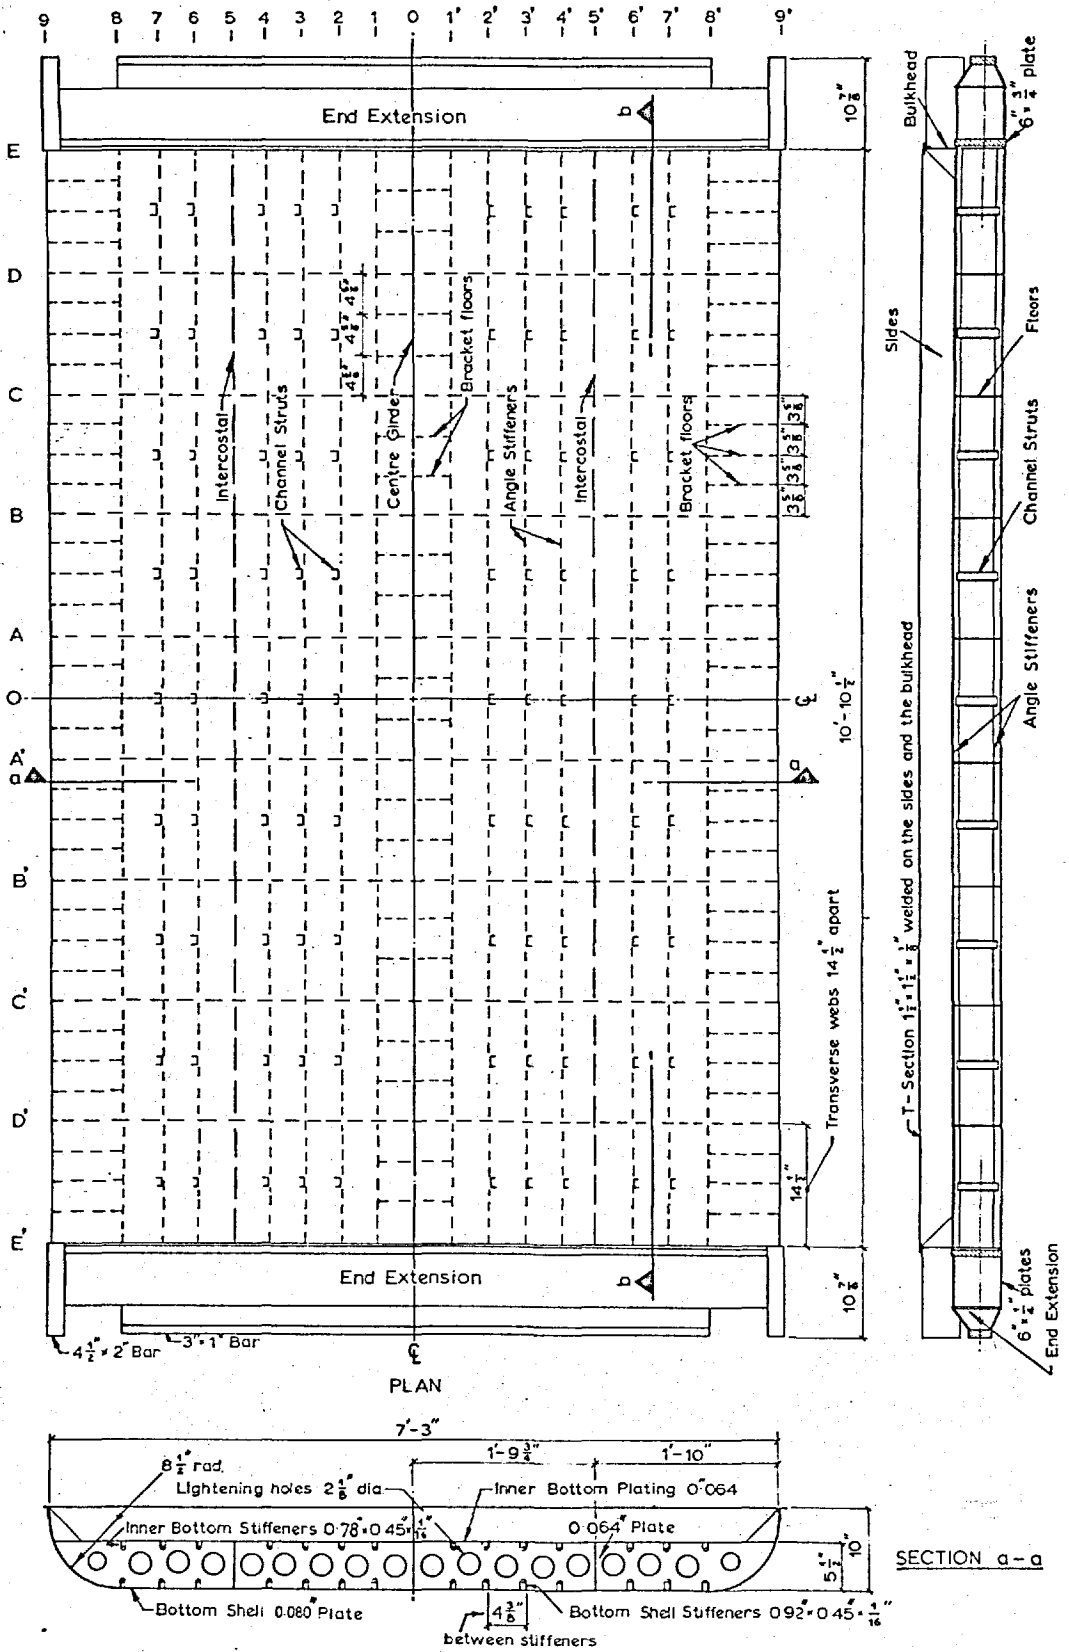 9 8 7 6 5 4 3 2 1 0 1' 2' 3' 4' 5' 6' 7' 8' 9'
End Extension
b
10 7/8"
Bulkhead
6" x 3/4" plate
E
D
4 5/6" 4 5/6" 4 5/6"
Sides
Floors
C
Intercostal
Channel Struts
Centre Girder
Bracket floors
Angle Stiffeners
Intercostal
Bracket floors
3 5/8" 3 5/8" 3 5/8" 3 5/8"
Channel Struts
B
A
Angle Stiffeners
O
℄
10'-10 1/2"
T-Section 1 1/2" x 1 1/2" x 1/8" welded on the sides and the bulkhead
A'
a
a
B'
Transverse webs 14 1/2" apart
C'
D'
14 1/2"
E'
End Extension
b
10 7/8"
6" x 1/2" plates
End Extension
4 1/2" x 2" Bar
3" x 1" Bar
℄
PLAN
7'-3"
1'-9 3/4"
1'-10"
8 1/2" rad.
Lightening holes 2 1/8" dia
Inner Bottom Plating 0.064"
Inner Bottom Stiffeners 0.78" x 0.45" x 1/16"
0.064" Plate
5 1/2"
10"
SECTION a-a
Bottom Shell 0.080" Plate
4 3/8"
Bottom Shell Stiffeners 0.92" x 0.45" x 1/16"
between stiffeners